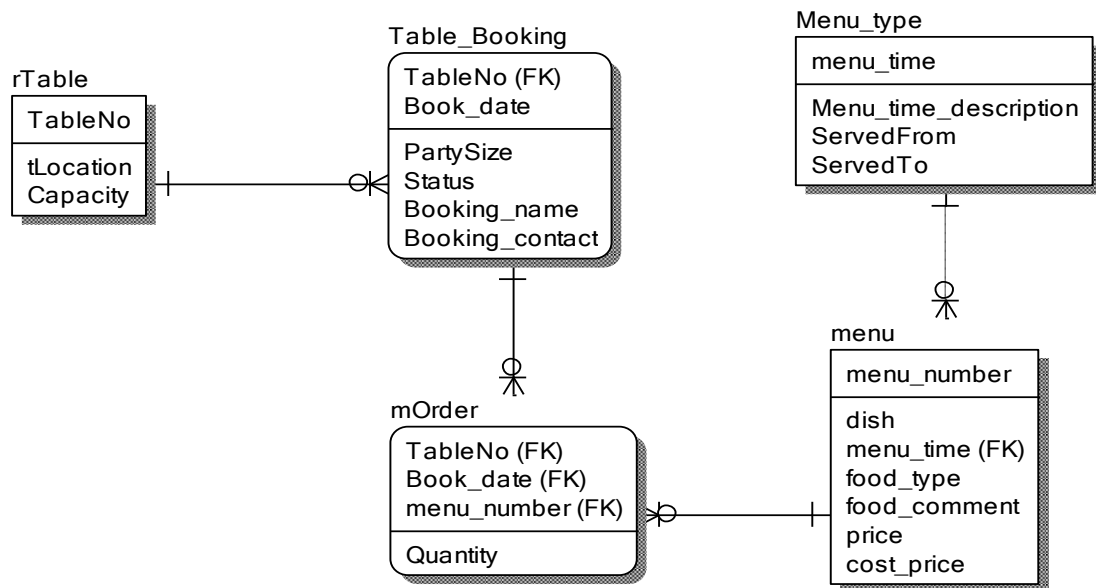 rTable
TableNo
tLocation
Capacity
Table_Booking
TableNo (FK)
Book_date
PartySize
Status
Booking_name
Booking_contact
Menu_type
menu_time
Menu_time_description
ServedFrom
ServedTo
mOrder
TableNo (FK)
Book_date (FK)
menu_number (FK)
Quantity
menu
menu_number
dish
menu_time (FK)
food_type
food_comment
price
cost_price